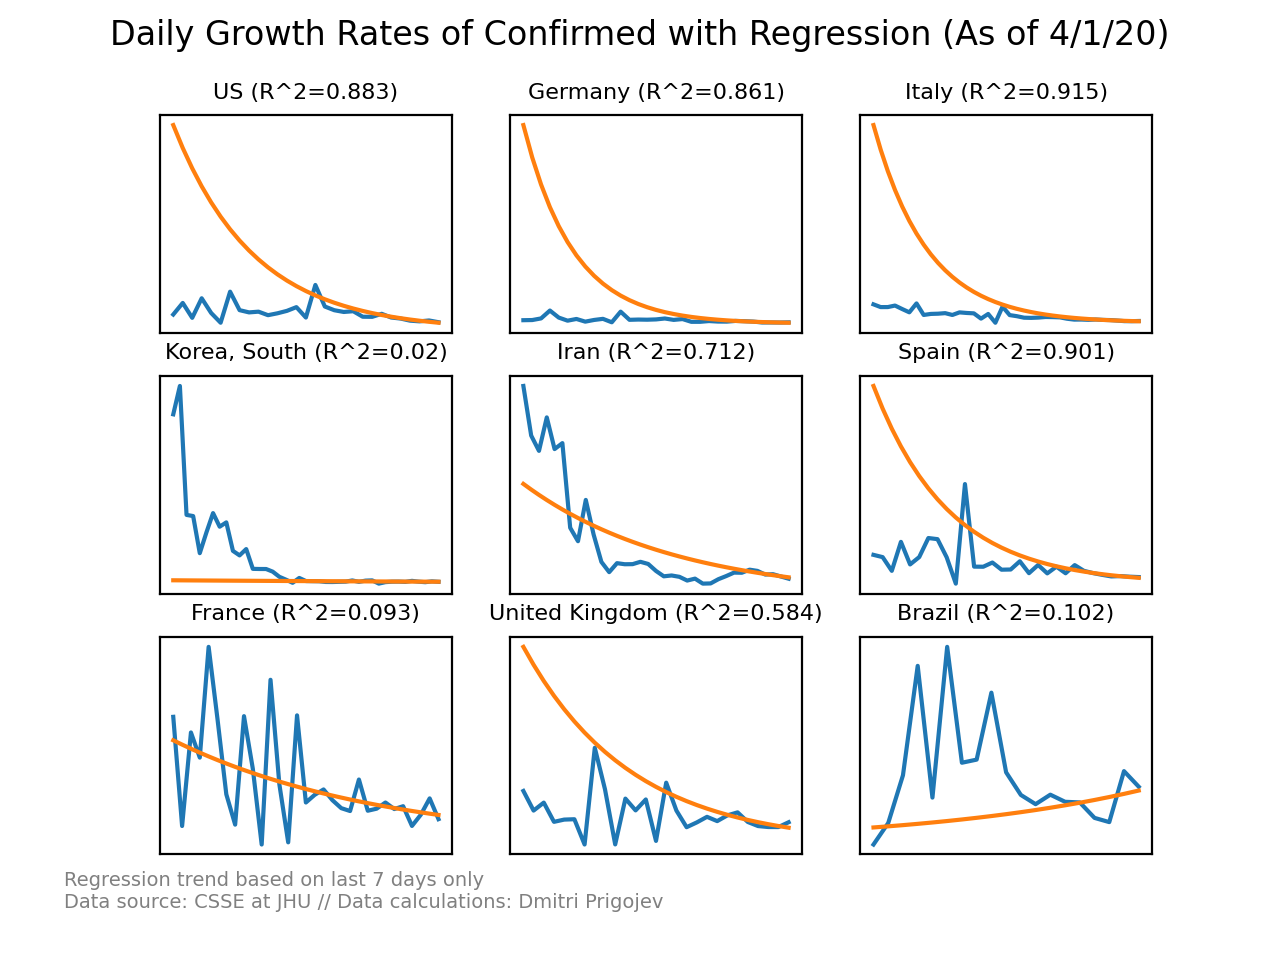 Daily Growth Rates of Confirmed with Regression (As of 4/1/20)
US (R^2=0.883)
Germany (R^2=0.861)
Italy (R^2=0.915)
Korea, South (R^2=0.02)
Iran (R^2=0.712)
Spain (R^2=0.901)
France (R^2=0.093)
United Kingdom (R^2=0.584)
Brazil (R^2=0.102)
Regression trend based on last 7 days only
Data source: CSSE at JHU // Data calculations: Dmitri Prigojev